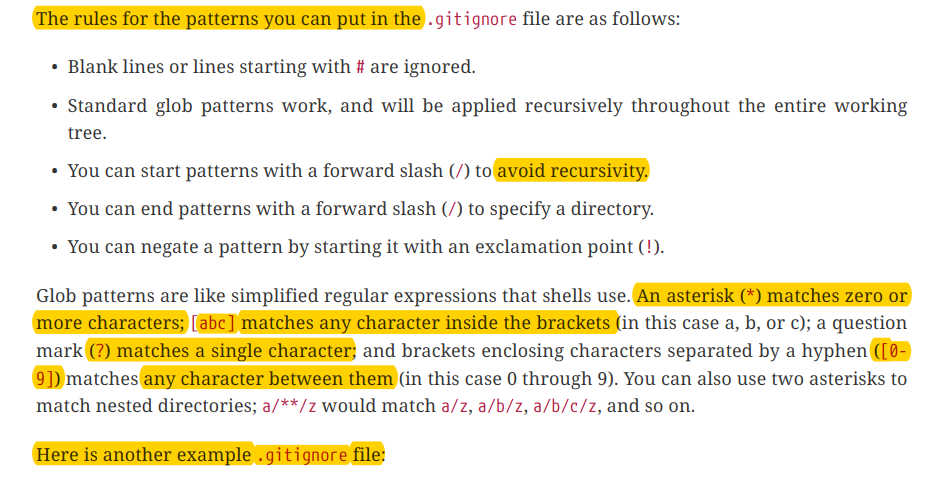 The rules for the patterns you can put in the .gitignore file are as follows:
• Blank lines or lines starting with # are ignored.
• Standard glob patterns work, and will be applied recursively throughout the entire working
tree.
• You can start patterns with a forward slash (/) to avoid recursivity.
• You can end patterns with a forward slash (/) to specify a directory.
• You can negate a pattern by starting it with an exclamation point (!).
Glob patterns are like simplified regular expressions that shells use. An asterisk (*) matches zero or
more characters; [abc] matches any character inside the brackets (in this case a, b, or c); a question
mark (?) matches a single character; and brackets enclosing characters separated by a hyphen ([0-
9]) matches any character between them (in this case 0 through 9). You can also use two asterisks to
match nested directories; a/**/z would match a/z, a/b/z, a/b/c/z, and so on.
Here is another example .gitignore file: